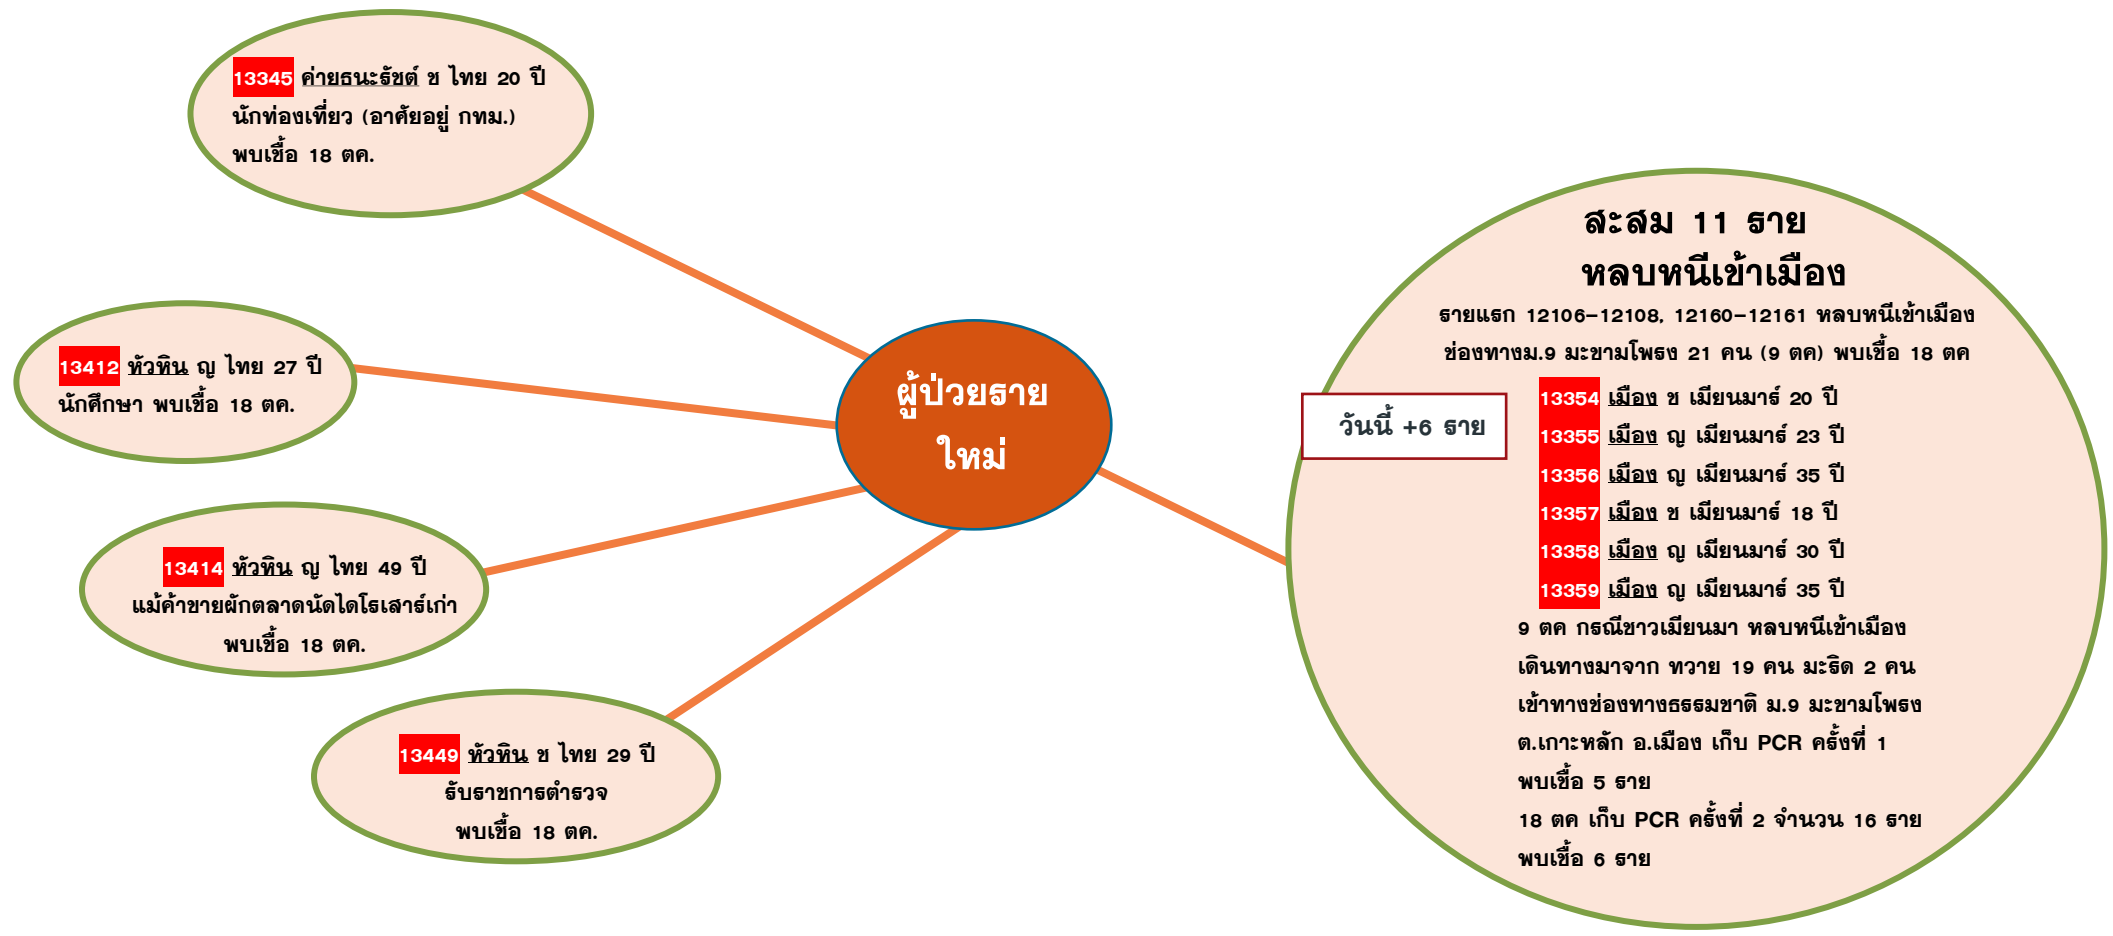 13345 ค่ายธนะรัชต์ ช ไทย 20 ปี
นักท่องเที่ยว (อาศัยอยู่ กทม.)
พบเชื้อ 18 ตค.
13412 หัวหิน ญ ไทย 27 ปี
นักศึกษา พบเชื้อ 18 ตค.
13414 หัวหิน ญ ไทย 49 ปี
แม้ค้าขายผักตลาดนัดไดโรเสาร์เก่า
พบเชื้อ 18 ตค.
13449 หัวหิน ช ไทย 29 ปี
รับราชการตำรวจ
พบเชื้อ 18 ตค.
ผู้ป่วยราย
ใหม่
สะสม 11 ราย
หลบหนีเข้าเมือง
รายแรก 12106-12108, 12160-12161 หลบหนีเข้าเมือง
ช่องทางม.9 มะขามโพรง 21 คน (9 ตค) พบเชื้อ 18 ตค
วันนี้ +6 ราย
13354 เมือง ช เมียนมาร์ 20 ปี
13355 เมือง ญ เมียนมาร์ 23 ปี
13356 เมือง ญ เมียนมาร์ 35 ปี
13357 เมือง ช เมียนมาร์ 18 ปี
13358 เมือง ญ เมียนมาร์ 30 ปี
13359 เมือง ญ เมียนมาร์ 35 ปี
9 ตค กรณีชาวเมียนมา หลบหนีเข้าเมือง
เดินทางมาจาก ทวาย 19 คน มะริด 2 คน
เข้าทางช่องทางธรรมชาติ ม.9 มะขามโพรง
ต.เกาะหลัก อ.เมือง เก็บ PCR ครั้งที่ 1
พบเชื้อ 5 ราย
18 ตค เก็บ PCR ครั้งที่ 2 จำนวน 16 ราย
พบเชื้อ 6 ราย